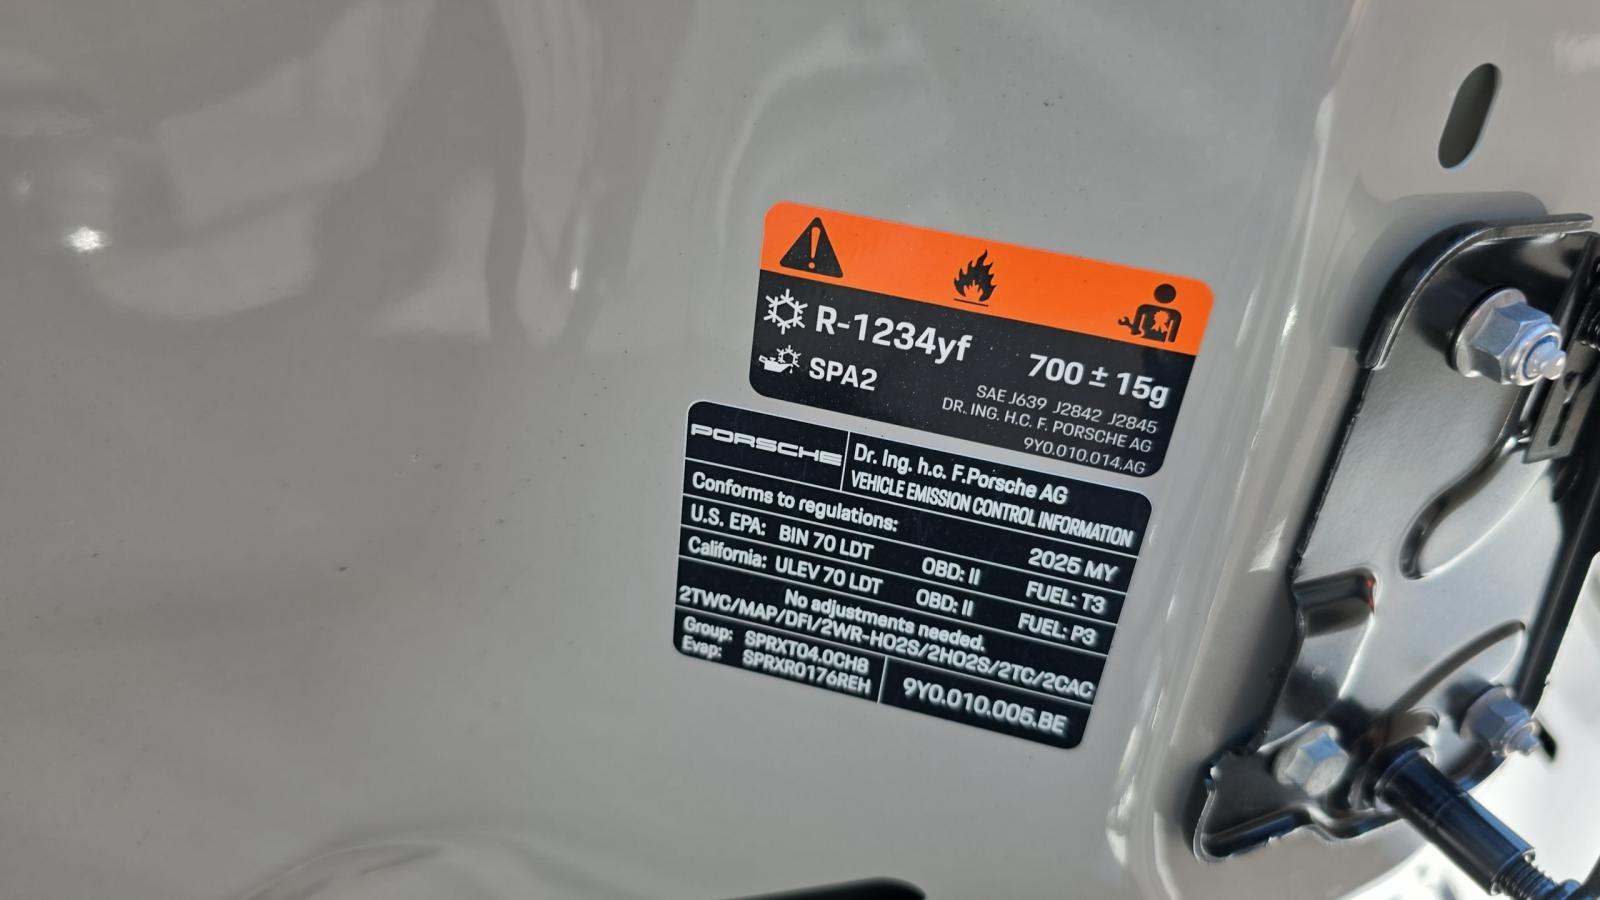 R-1234yf 700 ± 15g
SPA2
SAE J639 J2842 J2845
DR. ING. H.C. F. PORSCHE AG
9Y0.010.014.AG
PORSCHE
Dr. Ing. h.c. F.Porsche AG
VEHICLE EMISSION CONTROL INFORMATION
Conforms to regulations: 2025 MY
U.S. EPA: BIN 70 LDT OBD: II FUEL: T3
California: ULEV 70 LDT OBD: II FUEL: P3
No adjustments needed.
2TWC/MAP/DFI/2WR-HO2S/2HO2S/2TC/2CAC
Group: SPRXT04.0CH8
Evap: SPRXR0176REH
9Y0.010.005.BE